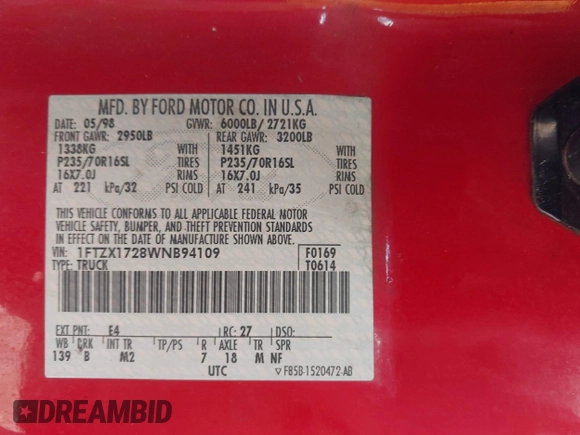 MFD. BY FORD MOTOR CO. IN U.S.A.
DATE: 05/98 GVWR: 6000LB/ 2721KG
FRONT GAWR: 2950LB REAR GAWR: 3200LB
1338KG WITH 1451KG WITH
P235/70R16SL TIRES P235/70R16SL TIRES
16X7.0J RIMS 16X7.0J RIMS
AT 221 kPa/32 PSI COLD AT 241 kPa/35 PSI COLD
THIS VEHICLE CONFORMS TO ALL APPLICABLE FEDERAL MOTOR
VEHICLE SAFETY, BUMPER, AND THEFT PREVENTION STANDARDS
IN EFFECT ON THE DATE OF MANUFACTURE SHOWN ABOVE.
VIN: 1FTZX1728WNB94109 F0169
TYPE: TRUCK T0614
EXT PNT: E4 RC: 27 DSO:
WB BRK INT TR TP/PS R AXLE TR SPR
139 B M2 7 18 M NF
UTC ▽ F85B-1520472-AB
DREAMBID